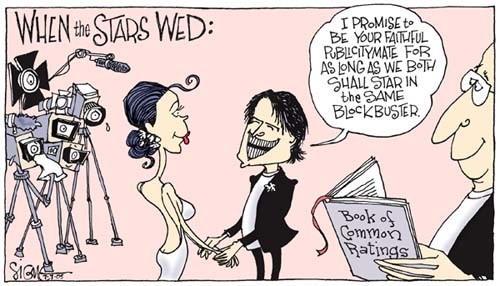 WHEN the STARS WED:
I PROMISE to
BE YOUR FAITHFUL
PUBLICITYMATE FOR
AS LONG AS WE BOTH
SHALL STAR IN
the SAME
BLOCKBUSTER.
Book of
Common
Ratings